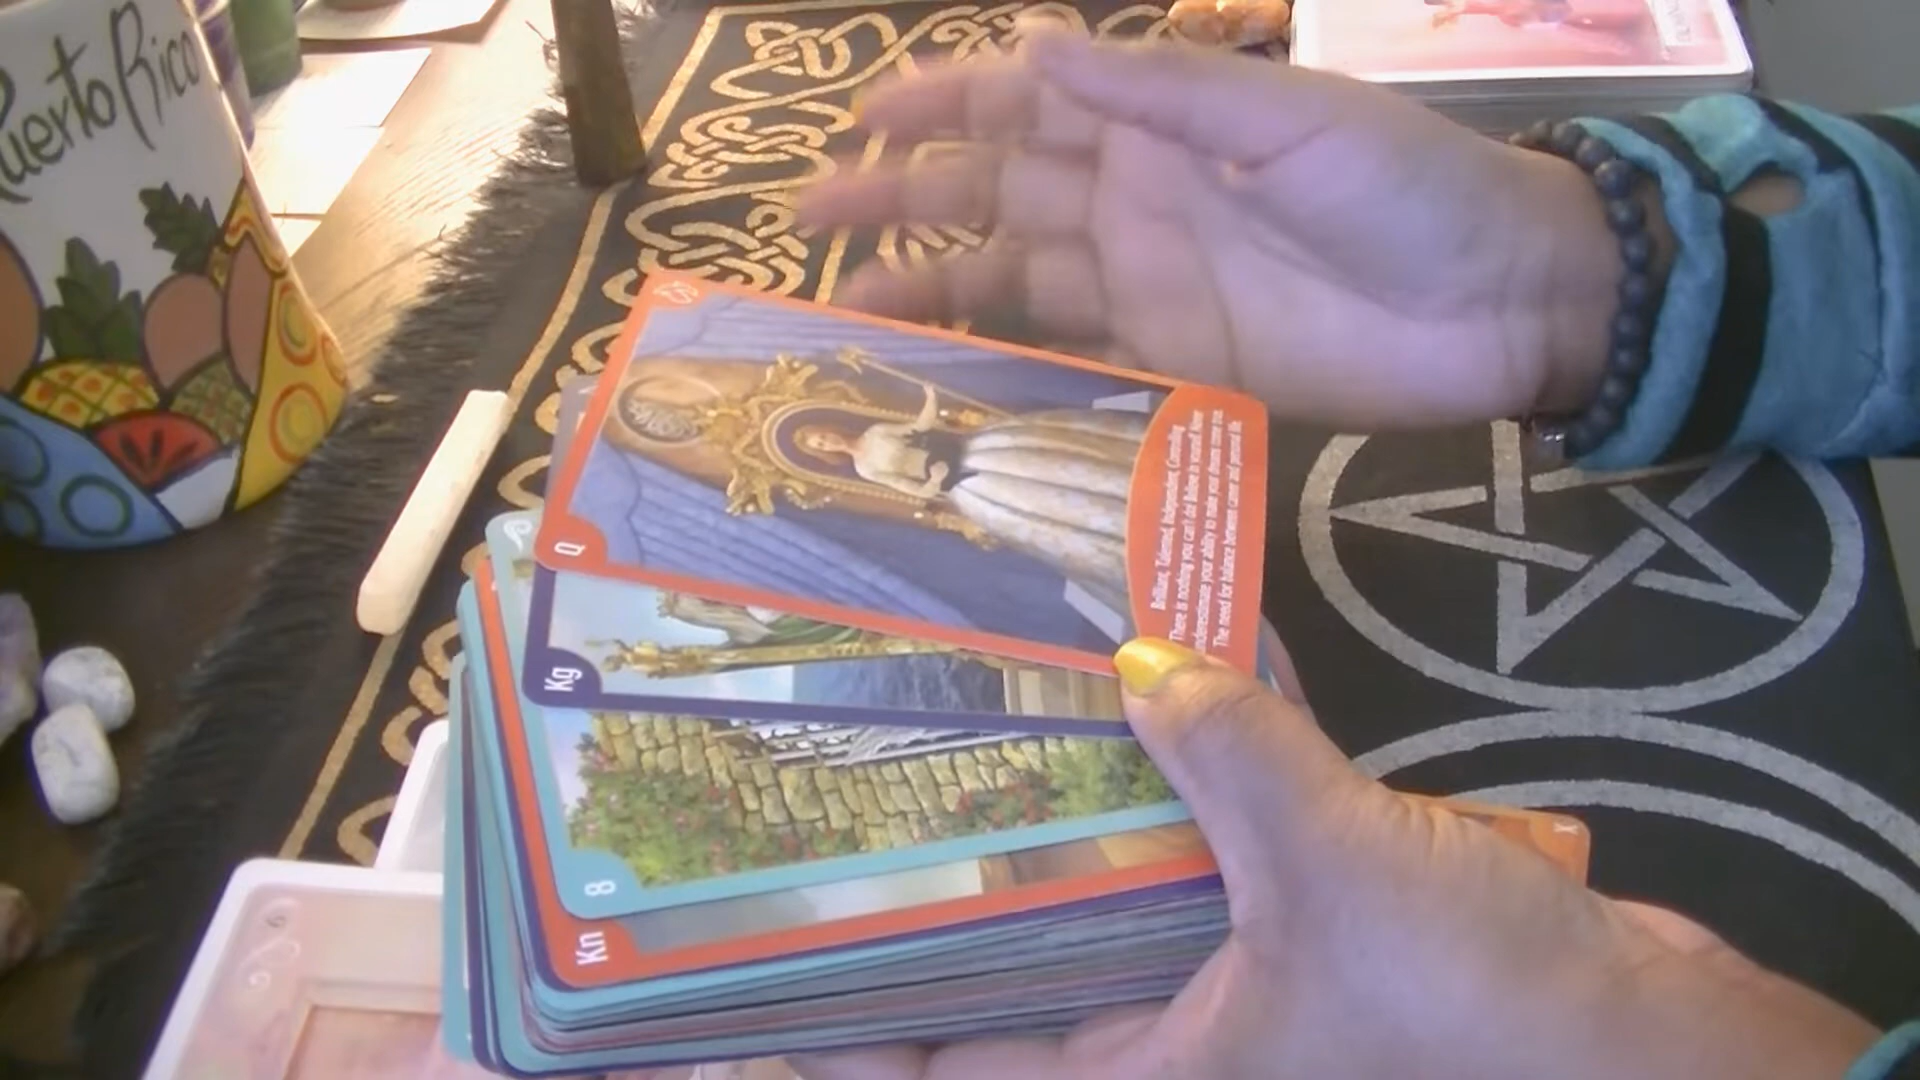 Puerto Rico
Q
Brilliant, Talented, Independent, Commanding
There is nothing you can't do! Believe in yourself. Never
underestimate your ability to make your dreams come true.
The need for balance between career and personal life.
Kg
8
Kn
X